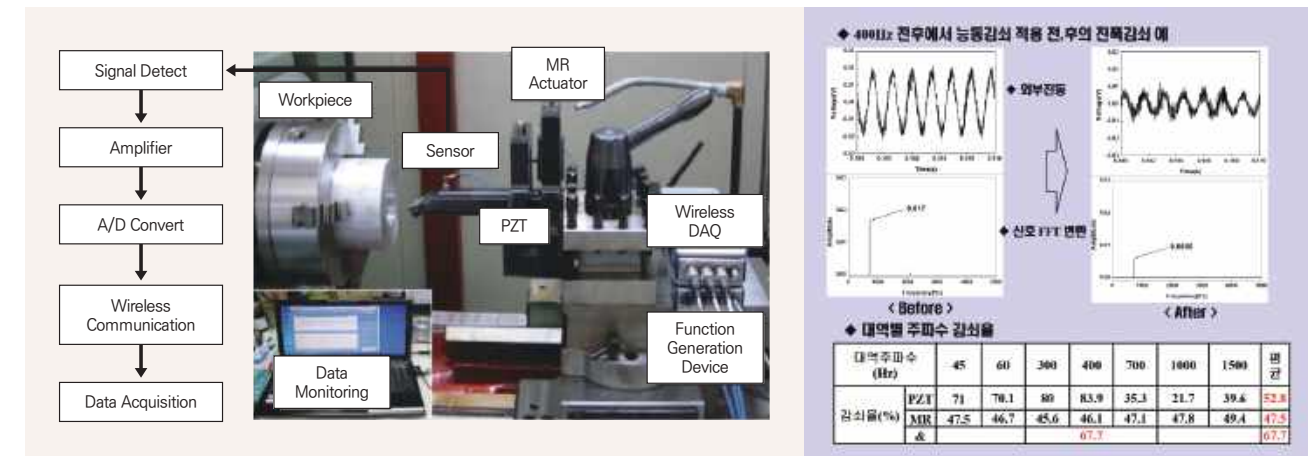 Signal Detect
Amplifier
A/D Convert
Wireless
Communication
Data Acquisition
Workpiece
MR
Actuator
Sensor
PZT
Wireless
DAQ
Function
Generation
Device
Data
Monitoring
◆ 400Hz 전후에서 능동감쇠 적용 전,후의 진폭감쇠 예
◆ 외부진동
Time(s)
Time(s)
0.017
◆ 신호 FFT 변환
< Before >
< After >
◆ 대역별 주파수 감쇠율
대역주파수 (Hz) 45 60 300 400 700 1000 1500 평균
감쇠율(%) PZT 71 70.1 80 83.9 35.3 21.7 39.6 52.8
MR 47.5 46.7 45.6 46.1 47.1 47.8 49.4 47.5
& 67.7 67.7